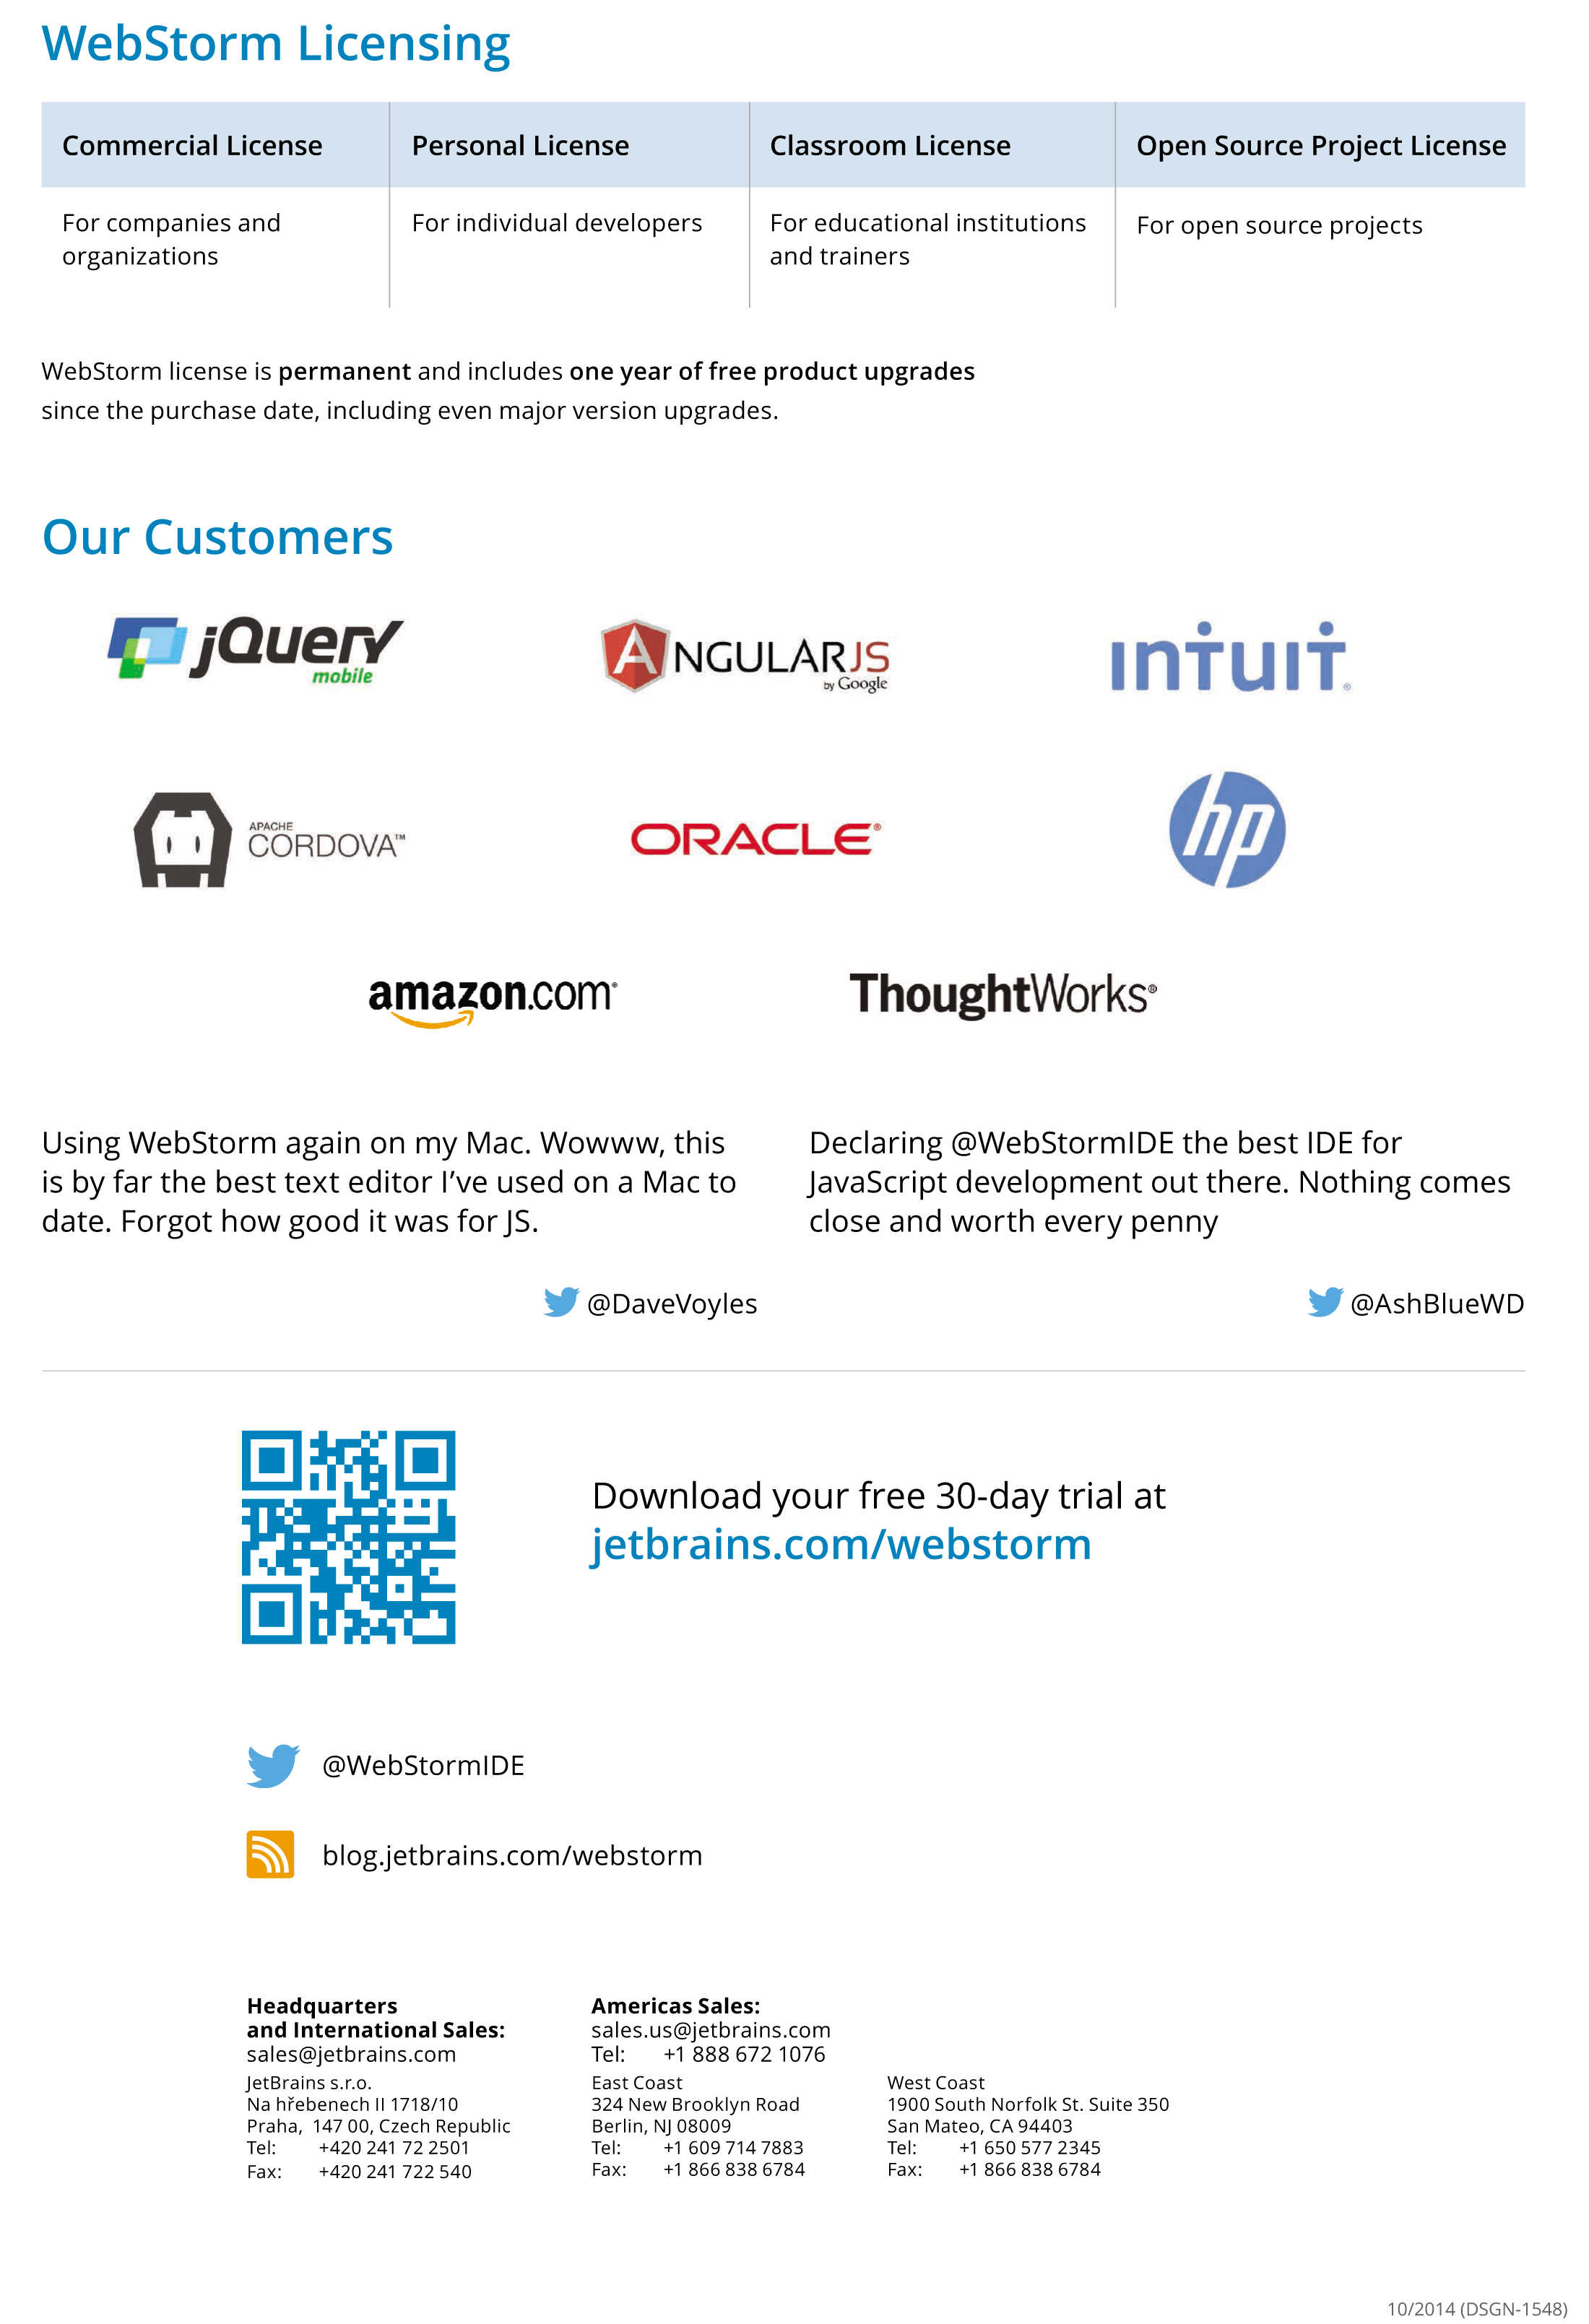 WebStorm Licensing
Commercial License
Personal License
Classroom License
Open Source Project License
For companies and
organizations
For individual developers
For educational institutions
and trainers
For open source projects
WebStorm license is permanent and includes one year of free product upgrades
since the purchase date, including even major version upgrades.
Our Customers
jQuery
mobile
ANGULARJS
by Google
intuit®
APACHE
CORDOVA™
ORACLE®
hp
amazon.com®
ThoughtWorks®
Using WebStorm again on my Mac. Wowww, this
is by far the best text editor I’ve used on a Mac to
date. Forgot how good it was for JS.
@DaveVoyles
Declaring @WebStormIDE the best IDE for
JavaScript development out there. Nothing comes
close and worth every penny
@AshBlueWD
Download your free 30-day trial at
jetbrains.com/webstorm
@WebStormIDE
blog.jetbrains.com/webstorm
Headquarters
and International Sales:
sales@jetbrains.com
JetBrains s.r.o.
Na hřebenech II 1718/10
Praha, 147 00, Czech Republic
Tel: +420 241 72 2501
Fax: +420 241 722 540
Americas Sales:
sales.us@jetbrains.com
Tel: +1 888 672 1076
East Coast
324 New Brooklyn Road
Berlin, NJ 08009
Tel: +1 609 714 7883
Fax: +1 866 838 6784
West Coast
1900 South Norfolk St. Suite 350
San Mateo, CA 94403
Tel: +1 650 577 2345
Fax: +1 866 838 6784
10/2014 (DSGN-1548)